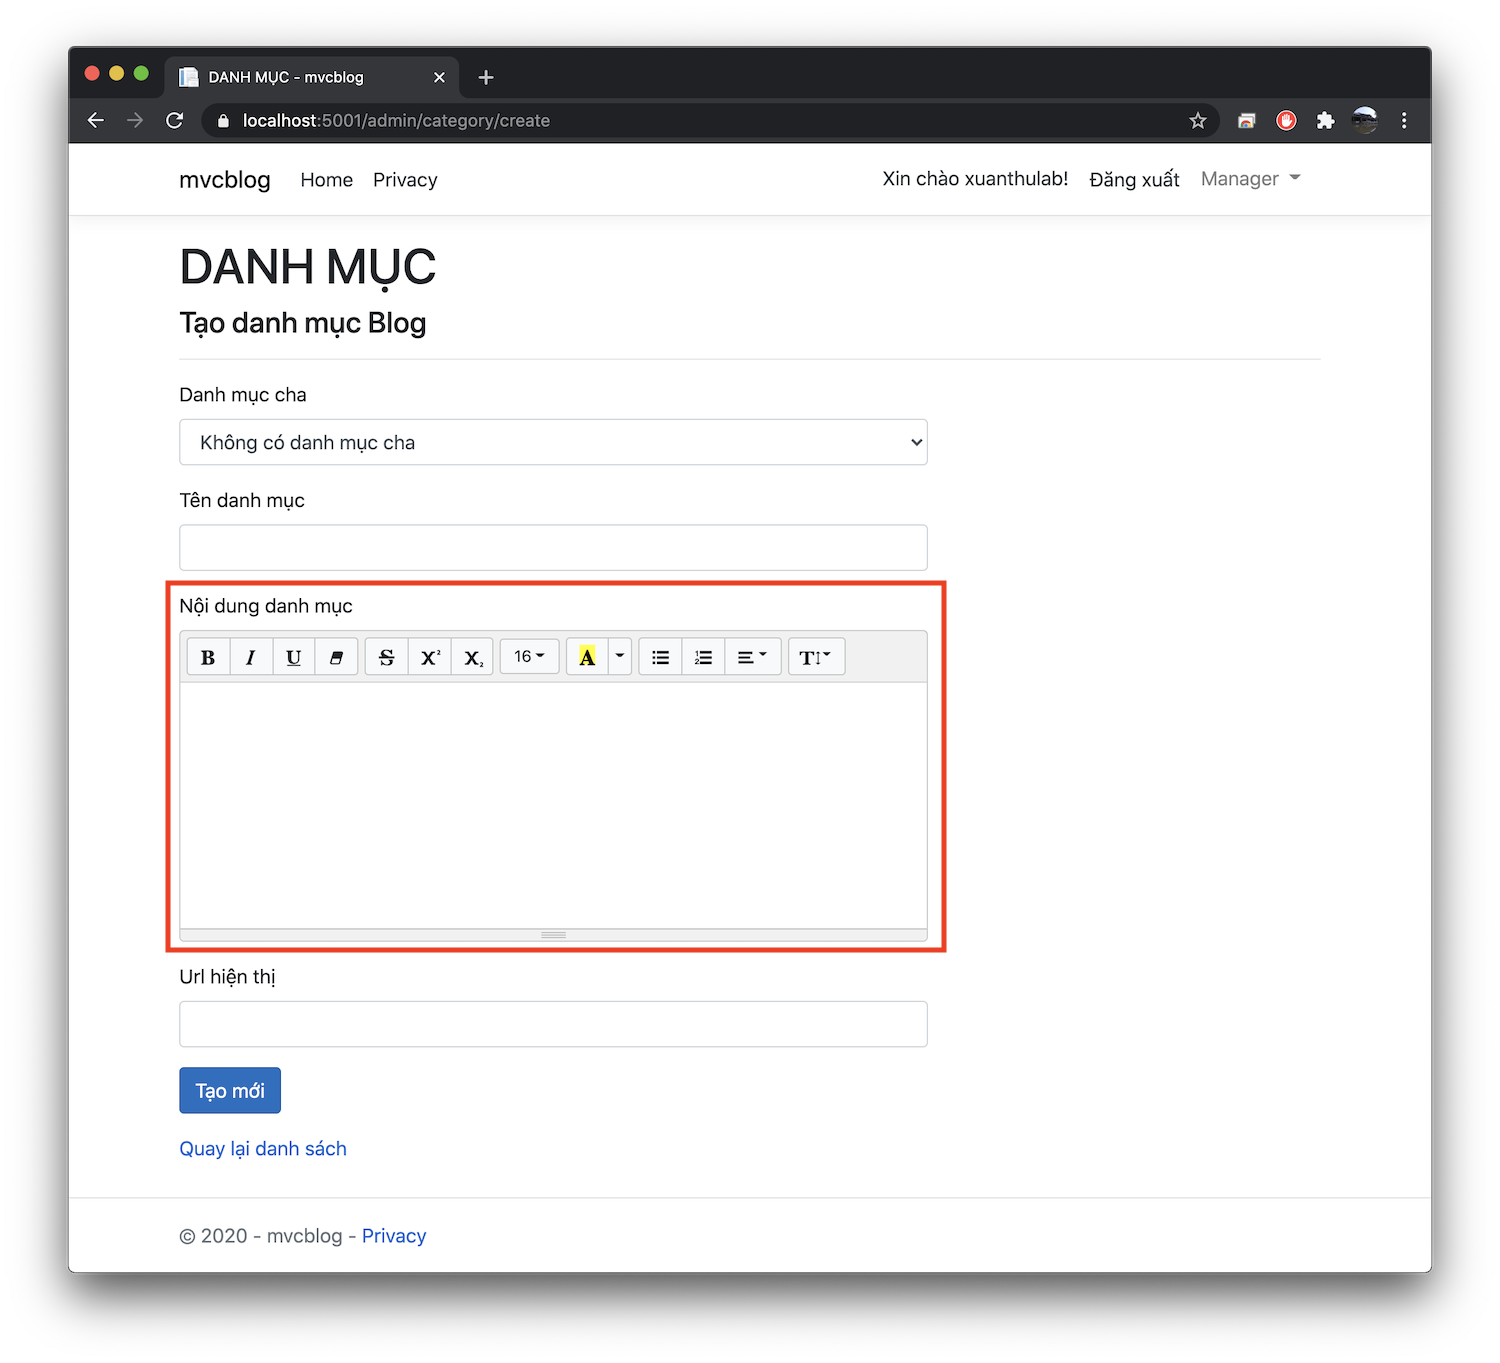 DANH MỤC - mvcblog
localhost:5001/admin/category/create
mvcblog Home Privacy Xin chào xuanthulab! Đăng xuất Manager
DANH MỤC
Tạo danh mục Blog
Danh mục cha
Không có danh mục cha
Tên danh mục
Nội dung danh mục
B I U S X² X₂ 16 A T
Url hiện thị
Tạo mới
Quay lại danh sách
© 2020 - mvcblog - Privacy